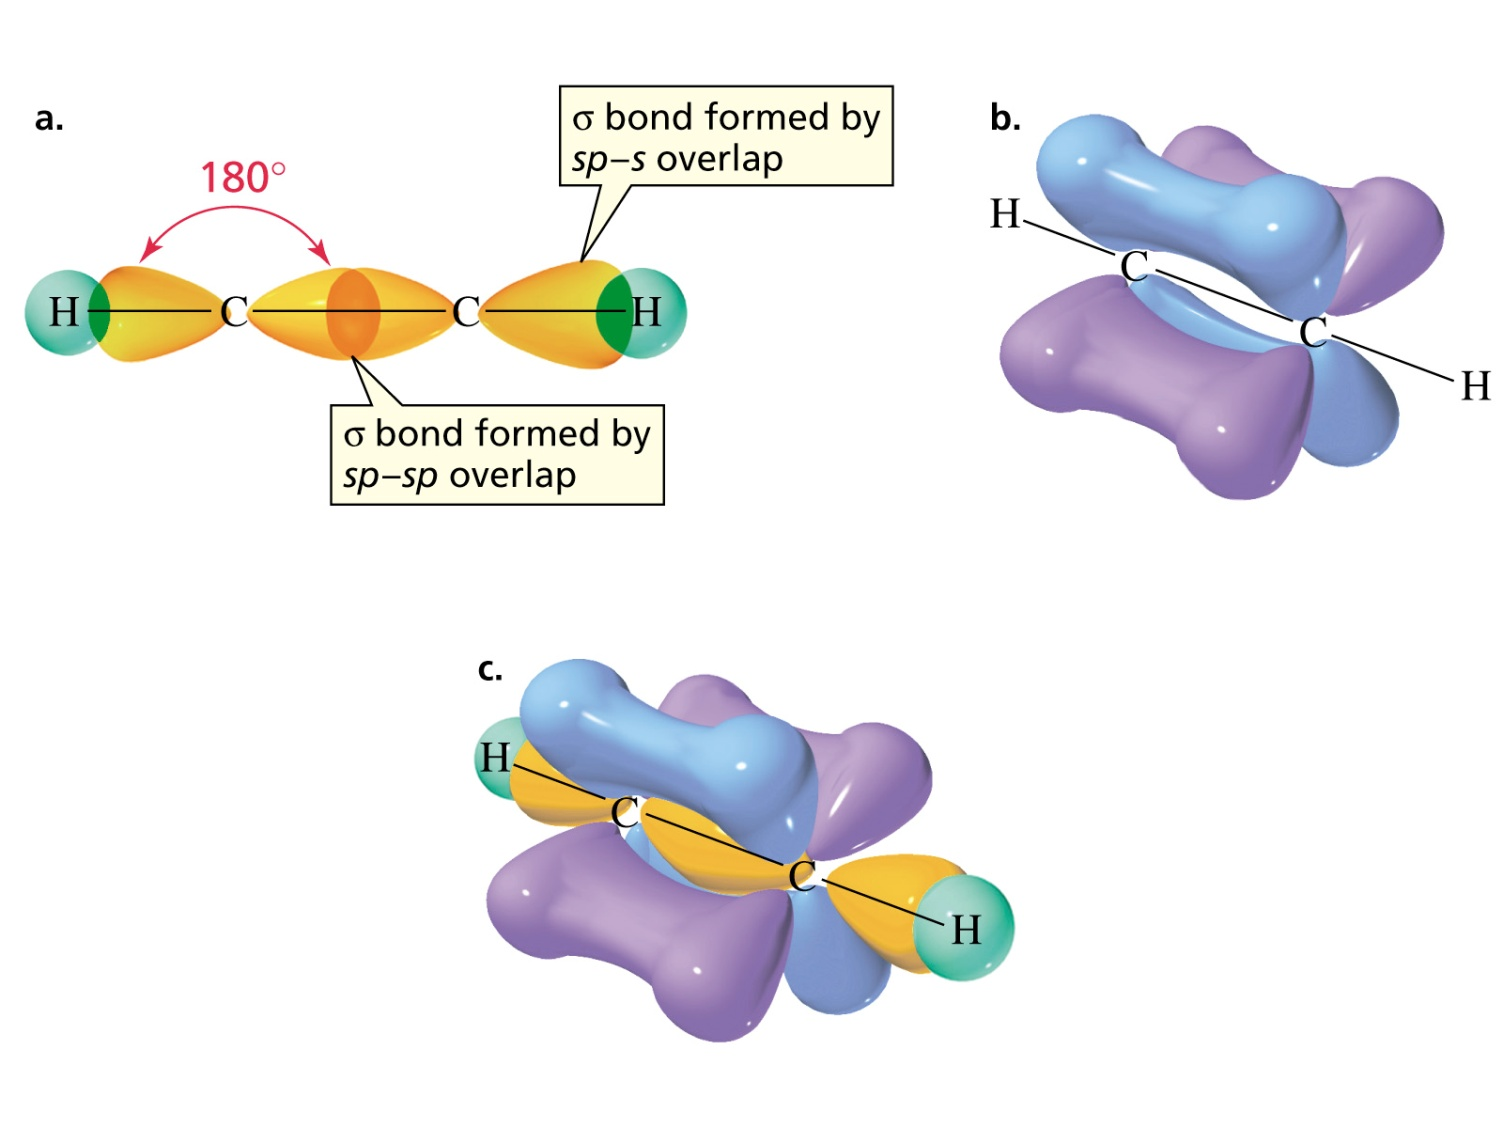 a.
180°
σ bond formed by
sp–s overlap
H C C H
σ bond formed by
sp–sp overlap
b.
H
C
C
H
c.
H
C
C
H